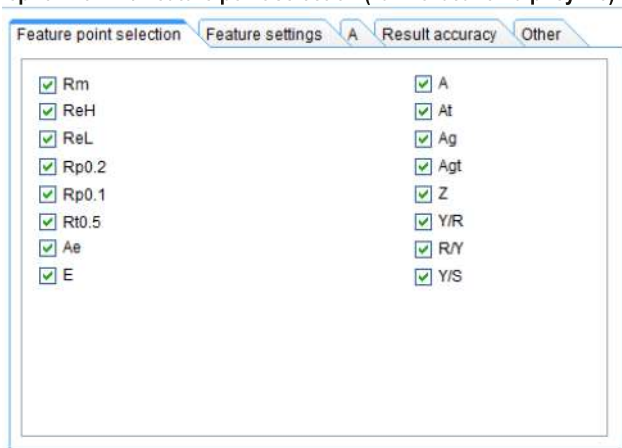 Feature point selection Feature settings A Result accuracy Other
Rm
ReH
ReL
Rp0.2
Rp0.1
Rt0.5
Ae
E
A
At
Ag
Agt
Z
Y/R
R/Y
Y/S